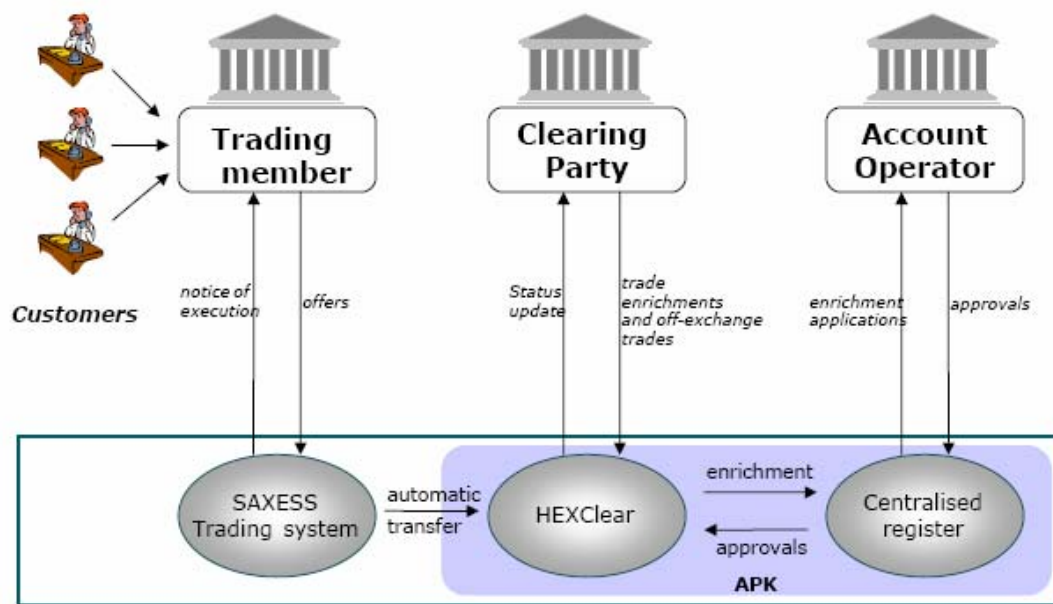 Trading
member
Clearing
Party
Account
Operator
Customers
notice of
execution
offers
Status
update
trade
enrichments
and off-exchange
trades
enrichment
applications
approvals
SAXESS
Trading system
automatic
transfer
HEXClear
enrichment
approvals
Centralised
register
APK